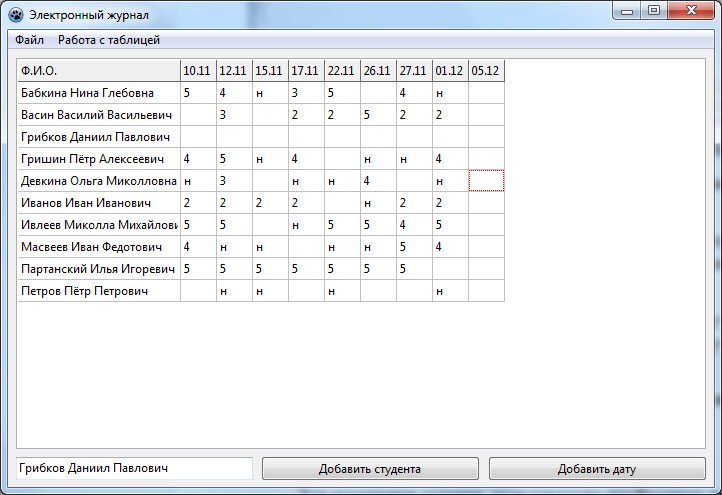 Электронный журнал
Файл Работа с таблицей
Ф.И.О. 10.11 12.11 15.11 17.11 22.11 26.11 27.11 01.12 05.12
Бабкина Нина Глебовна 5 4 н 3 5 4 н
Васин Василий Васильевич 3 2 2 5 2 2
Грибков Даниил Павлович
Гришин Пётр Алексеевич 4 5 н 4 н н 4
Девкина Ольга Миколловна н 3 н н 4 н
Иванов Иван Иванович 2 2 2 2 н 2 2
Ивлеев Миколла Михайлови 5 5 н 5 5 4 5
Масвеев Иван Федотович 4 н н н н 5 4
Партанский Илья Игоревич 5 5 5 5 5 5 5
Петров Пётр Петрович н н н н
Грибков Даниил Павлович Добавить студента Добавить дату